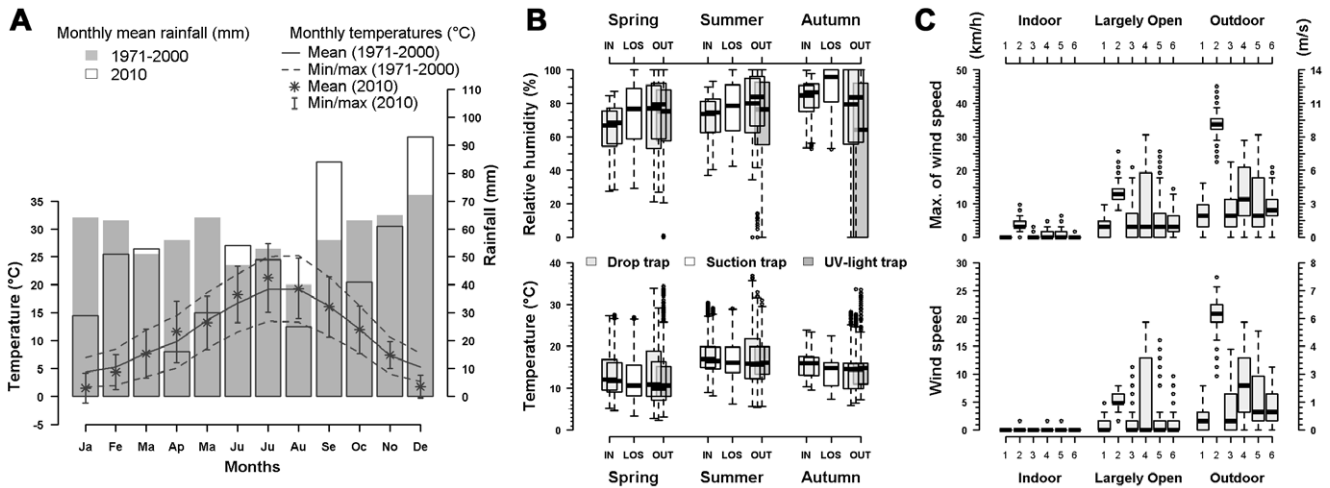 A
Monthly mean rainfall (mm)
1971-2000
2010
Monthly temperatures (°C)
Mean (1971-2000)
Min/max (1971-2000)
Mean (2010)
Min/max (2010)
Temperature (°C)
35
30
25
20
15
10
5
0
-5
110
100
90
80
70
60
50
40
30
20
10
0
Rainfall (mm)
Ja Fe Ma Ap Ma Ju Ju Au Se Oc No De
Months
B
Spring Summer Autumn
IN LOS OUT IN LOS OUT IN LOS OUT
Relative humidity (%)
100
80
60
40
20
0
Drop trap Suction trap UV-light trap
Temperature (°C)
40
30
20
10
0
IN LOS OUT IN LOS OUT IN LOS OUT
Spring Summer Autumn
C
(km/h)
Indoor Largely Open Outdoor
(m/s)
1 2 3 4 5 6 1 2 3 4 5 6 1 2 3 4 5 6
Max. of wind speed
50
40
30
20
10
0
14
11
8
6
3
0
Wind speed
30
25
20
15
10
5
0
8
7
6
4
3
1
0
1 2 3 4 5 6 1 2 3 4 5 6 1 2 3 4 5 6
Indoor Largely Open Outdoor